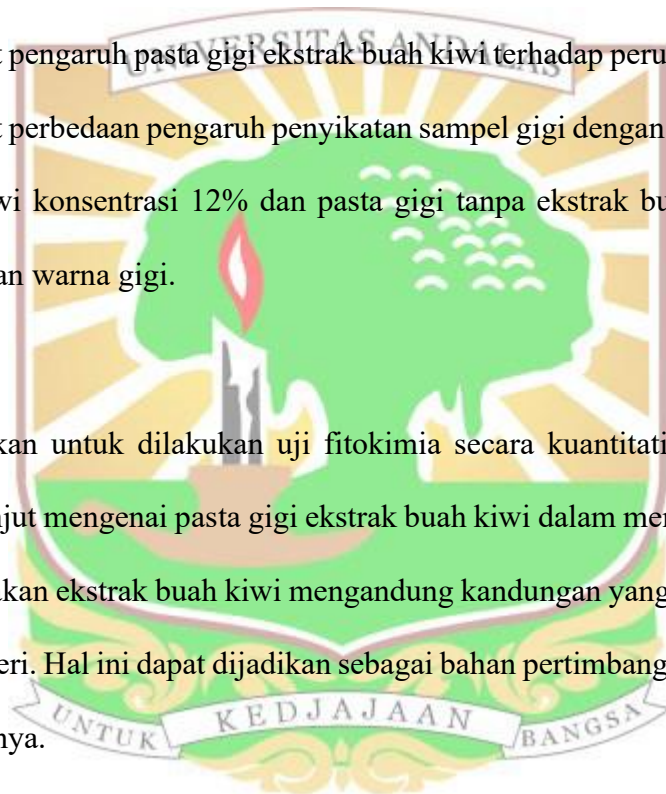 UNIVERSITAS ANDALAS
t pengaruh pasta gigi ekstrak buah kiwi terhadap peru
t perbedaan pengaruh penyikatan sampel gigi dengan
wi konsentrasi 12% dan pasta gigi tanpa ekstrak bu
an warna gigi.
kan untuk dilakukan uji fitokimia secara kuantitati
njut mengenai pasta gigi ekstrak buah kiwi dalam mer
akan ekstrak buah kiwi mengandung kandungan yang
eri. Hal ini dapat dijadikan sebagai bahan pertimbang
nya.
UNTUK KEDJAJAAN BANGSA